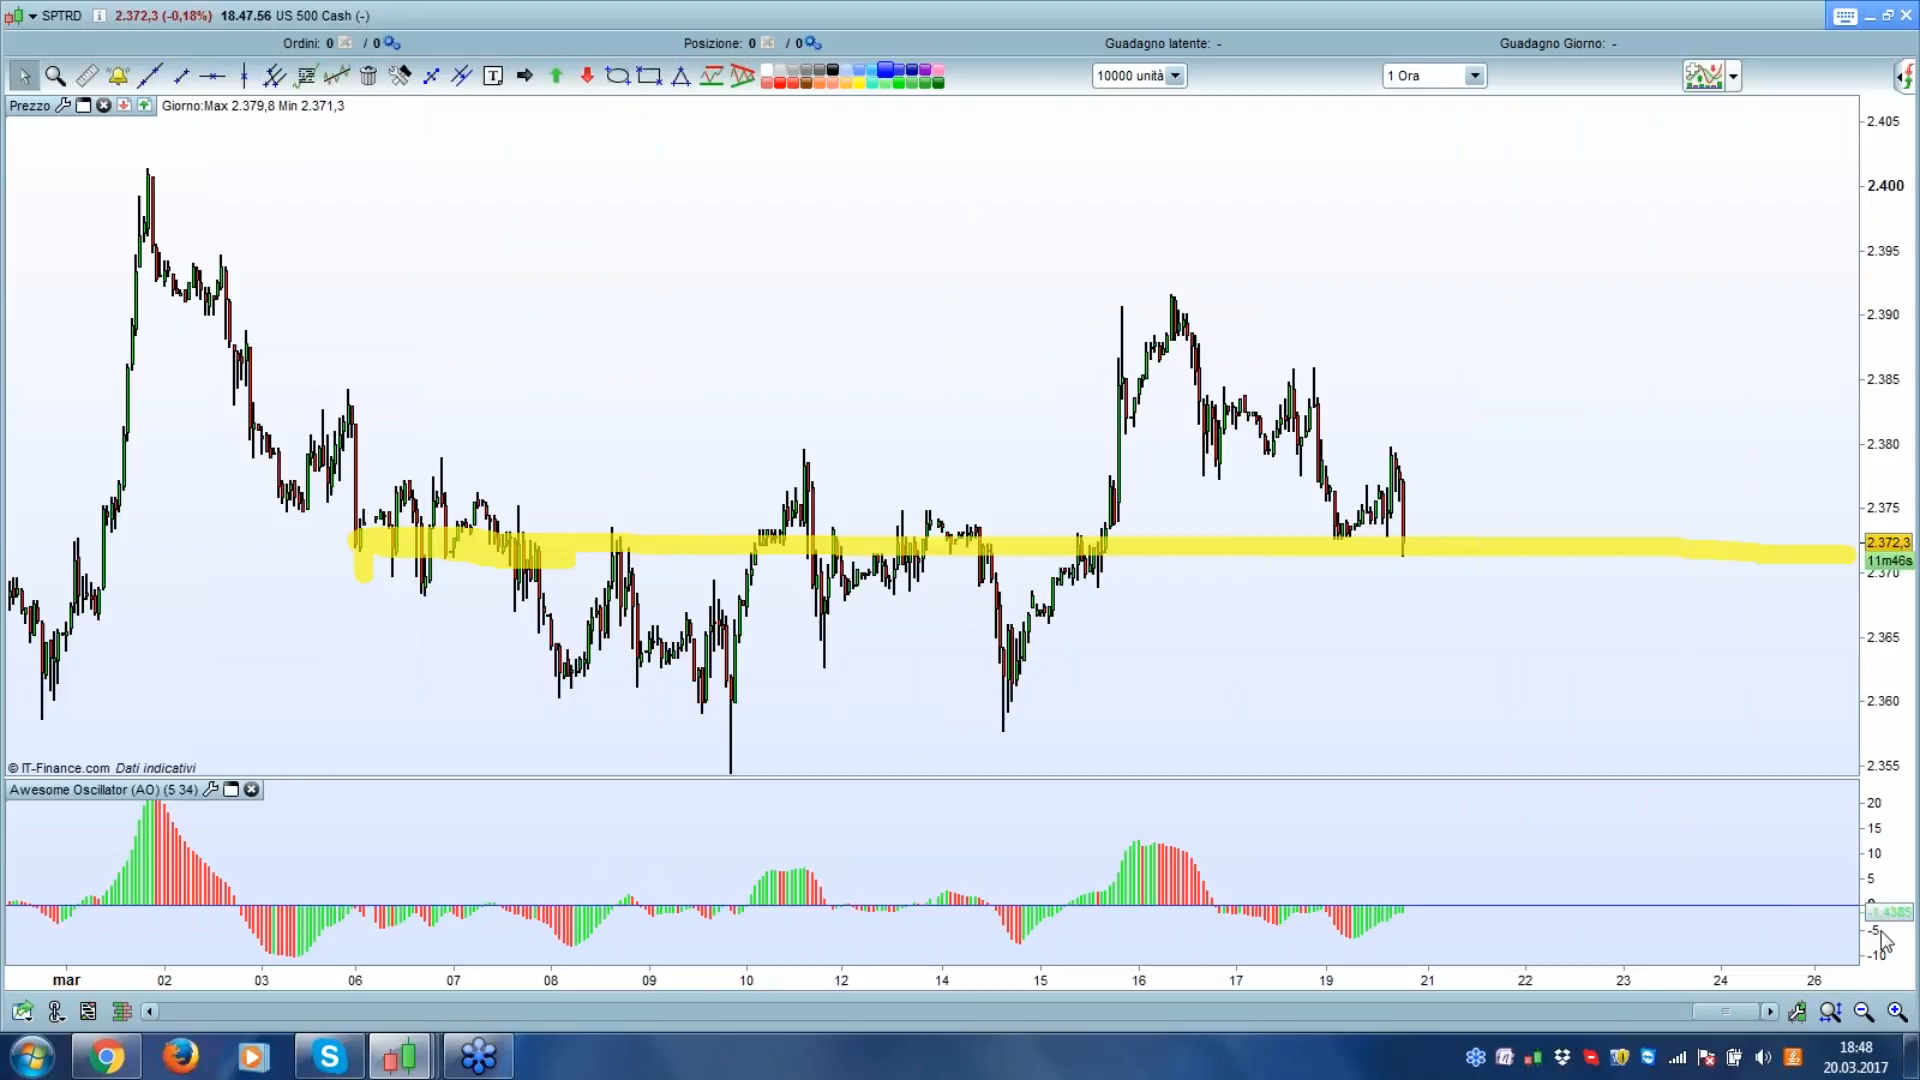 SPTRD 2.372,3 (-0,18%) 18.47.56 US 500 Cash (-)
Ordini: 0 / 0 Posizione: 0 / 0 Guadagno latente: - Guadagno Giorno: -
10000 unità 1 Ora
Prezzo Giorno:Max 2.379,8 Min 2.371,3
2.405
2.400
2.395
2.390
2.385
2.380
2.375
2.372,3
11m46s
2.370
2.365
2.360
2.355
© IT-Finance.com Dati indicativi
Awesome Oscillator (AO) (5 34)
20
15
10
5
0
-1.4385
-5
-10
mar 02 03 06 07 08 09 10 12 14 15 16 17 19 21 22 23 24 26
18:48
20.03.2017